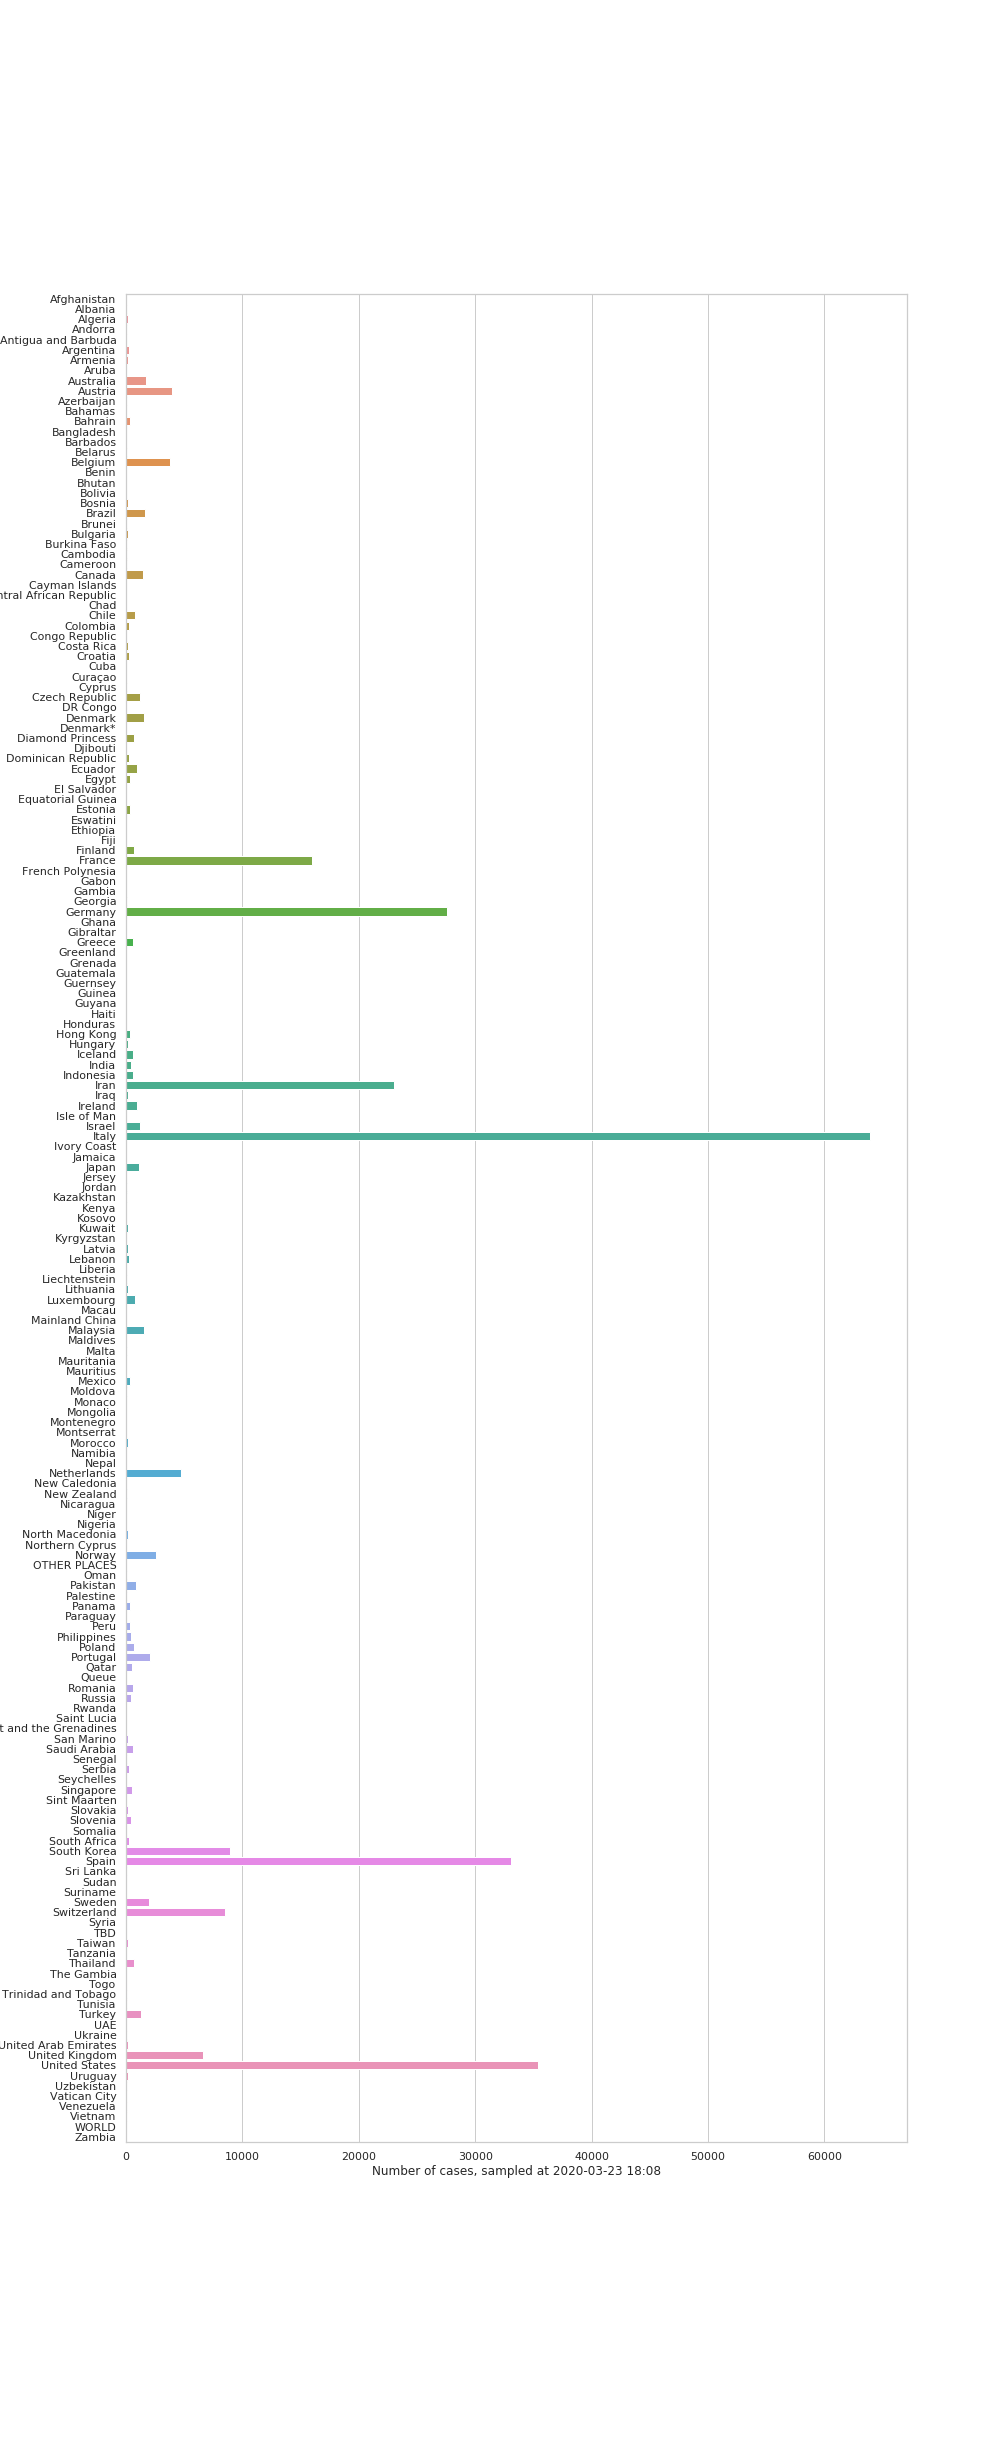 Afghanistan
Albania
Algeria
Andorra
Antigua and Barbuda
Argentina
Armenia
Aruba
Australia
Austria
Azerbaijan
Bahamas
Bahrain
Bangladesh
Barbados
Belarus
Belgium
Benin
Bhutan
Bolivia
Bosnia
Brazil
Brunei
Bulgaria
Burkina Faso
Cambodia
Cameroon
Canada
Cayman Islands
ntral African Republic
Chad
Chile
Colombia
Congo Republic
Costa Rica
Croatia
Cuba
Curaçao
Cyprus
Czech Republic
DR Congo
Denmark
Denmark*
Diamond Princess
Djibouti
Dominican Republic
Ecuador
Egypt
El Salvador
Equatorial Guinea
Estonia
Eswatini
Ethiopia
Fiji
Finland
France
French Polynesia
Gabon
Gambia
Georgia
Germany
Ghana
Gibraltar
Greece
Greenland
Grenada
Guatemala
Guernsey
Guinea
Guyana
Haiti
Honduras
Hong Kong
Hungary
Iceland
India
Indonesia
Iran
Iraq
Ireland
Isle of Man
Israel
Italy
Ivory Coast
Jamaica
Japan
Jersey
Jordan
Kazakhstan
Kenya
Kosovo
Kuwait
Kyrgyzstan
Latvia
Lebanon
Liberia
Liechtenstein
Lithuania
Luxembourg
Macau
Mainland China
Malaysia
Maldives
Malta
Mauritania
Mauritius
Mexico
Moldova
Monaco
Mongolia
Montenegro
Montserrat
Morocco
Namibia
Nepal
Netherlands
New Caledonia
New Zealand
Nicaragua
Niger
Nigeria
North Macedonia
Northern Cyprus
Norway
OTHER PLACES
Oman
Pakistan
Palestine
Panama
Paraguay
Peru
Philippines
Poland
Portugal
Qatar
Queue
Romania
Russia
Rwanda
Saint Lucia
t and the Grenadines
San Marino
Saudi Arabia
Senegal
Serbia
Seychelles
Singapore
Sint Maarten
Slovakia
Slovenia
Somalia
South Africa
South Korea
Spain
Sri Lanka
Sudan
Suriname
Sweden
Switzerland
Syria
TBD
Taiwan
Tanzania
Thailand
The Gambia
Togo
Trinidad and Tobago
Tunisia
Turkey
UAE
Ukraine
United Arab Emirates
United Kingdom
United States
Uruguay
Uzbekistan
Vatican City
Venezuela
Vietnam
WORLD
Zambia
0 10000 20000 30000 40000 50000 60000
Number of cases, sampled at 2020-03-23 18:08